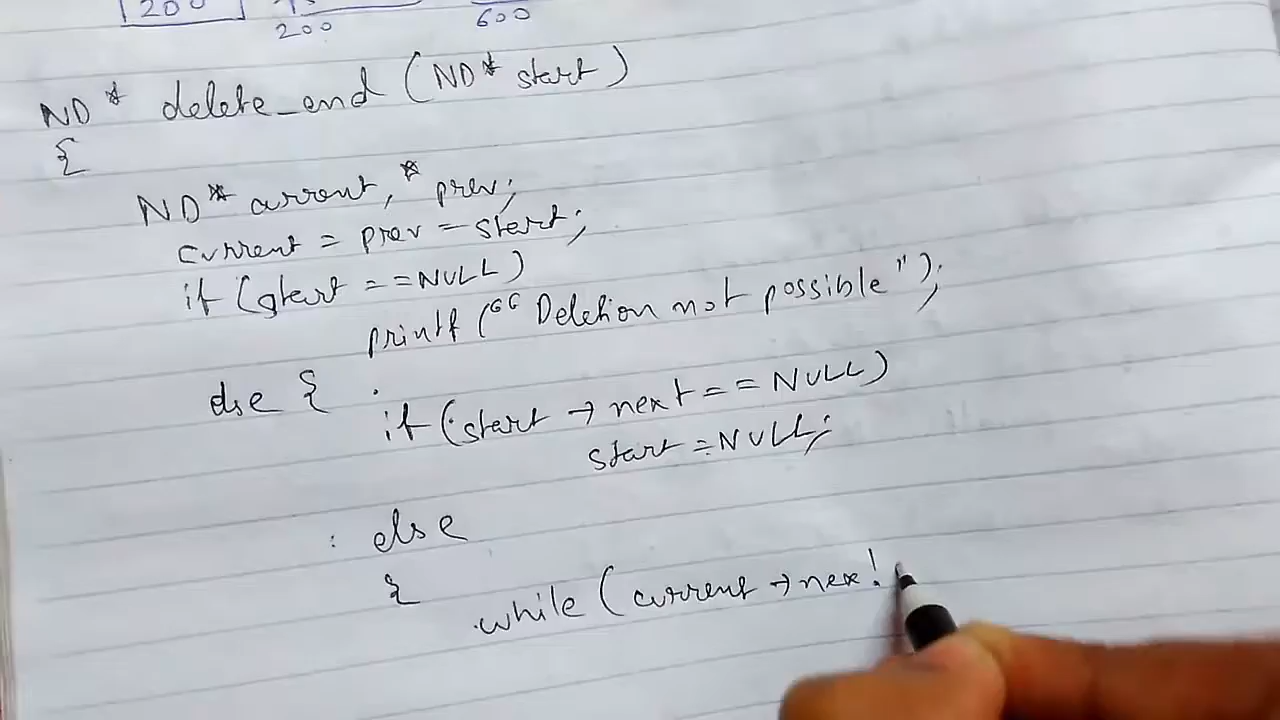 200
200
600
ND* delete_end (ND* start)
{
ND* current, * prev;
current = prev = start;
if (start == NULL)
printf ("Deletion not possible");
else {
if (start → next == NULL)
start = NULL;
else
{
while (current → nex!